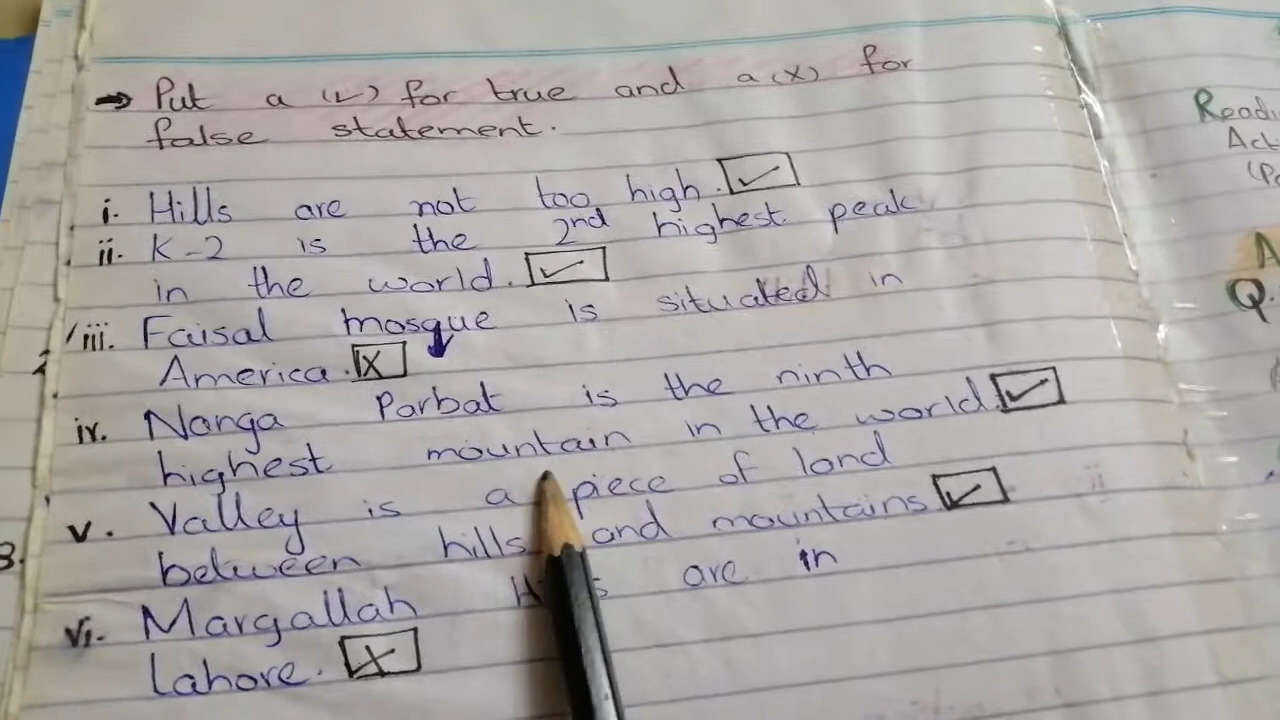 → Put a (✓) for true and a (X) for
false statement.
i. Hills are not too high. ✓
ii. K-2 is the 2nd highest peak
in the world. ✓
iii. Faisal mosque is situated in
America. X
iv. Nanga Parbat is the ninth
highest mountain in the world. ✓
v. Valley is a piece of land
between hills and mountains ✓
vi. Margallah are in
Lahore. X
3.
Readi
Act
(Po
A
Q.